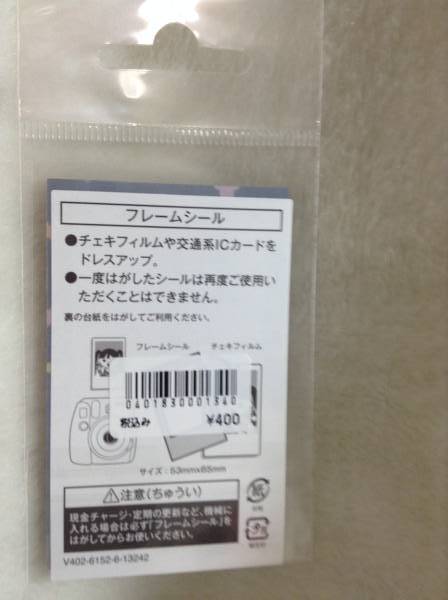 フレームシール
●チェキフィルムや交通系ICカードを
ドレスアップ。
●一度はがしたシールは再度ご使用い
ただくことはできません。
裏の台紙をはがしてご利用ください。
フレームシール
チェキフィルム
0401830001340
税込み ¥400
サイズ:53mm×85mm
⚠注意(ちゅうい)
現金チャージ・定期の更新など、機械に
入れる場合は必ず「フレームシール」を
はがしてからお使いください。
V402-6152-6-13242
紙
プラ